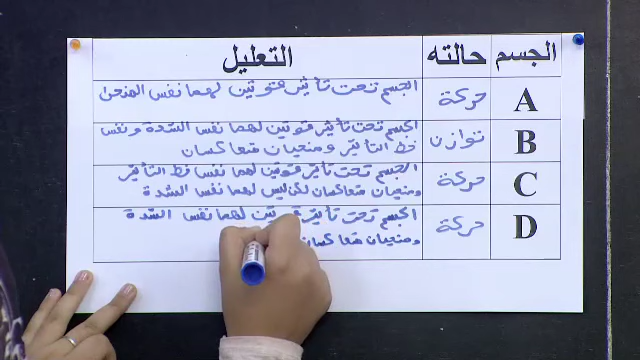 الجسم حالته التعليل
A حركة الجسم تحت تأثير قوتين لهما نفس المنحى
B توازن الجسم تحت تأثير قوتين لهما نفس الشدة ونفس
خط التأثير ومنحيان متعاكسان
C حركة الجسم تحت تأثير قوتين لهما نفس خط التأثير
ومنحيان متعاكسان لكن ليس لهما نفس الشدة
D حركة الجسم تحت تأثير قوتين لهما نفس الشدة
ومنحيان متعاكسان